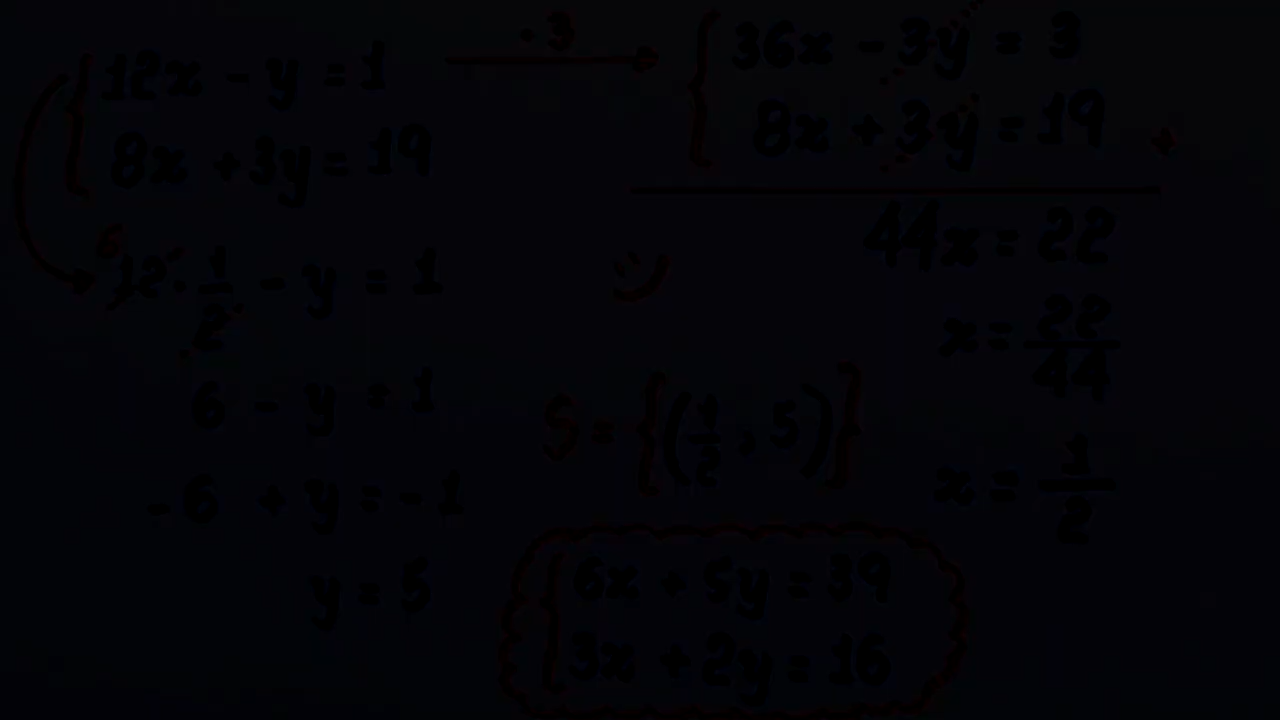 12x - y = 1
8x + 3y = 19
· 3
36x - 3y = 3
8x + 3y = 19 +
44x = 22
x = 22/44
x = 1/2
6
12 · 1/2 - y = 1
6 - y = 1
- 6 + y = - 1
y = 5
S = {(1/2, 5)}
6x + 5y = 39
3x + 2y = 16